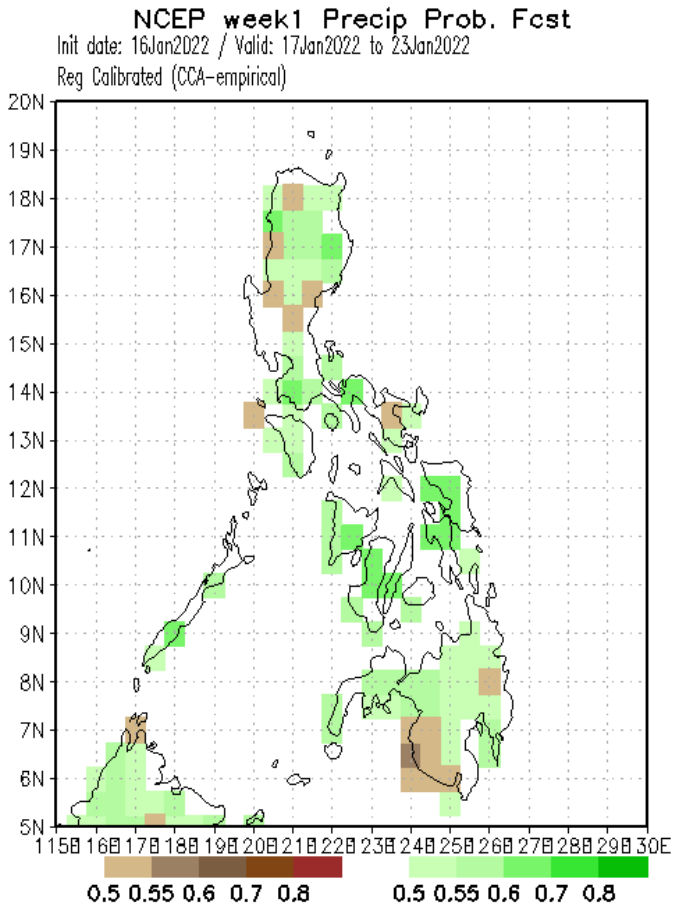 NCEP week1 Precip Prob. Fcst
Init date: 16Jan2022 / Valid: 17Jan2022 to 23Jan2022
Reg Calibrated (CCA-empirical)
20N
19N
18N
17N
16N
15N
14N
13N
12N
11N
10N
9N
8N
7N
6N
5N
115E 116E 117E 118E 119E 120E 121E 122E 123E 124E 125E 126E 127E 128E 129E 130E
0.5 0.55 0.6 0.7 0.8 0.5 0.55 0.6 0.7 0.8